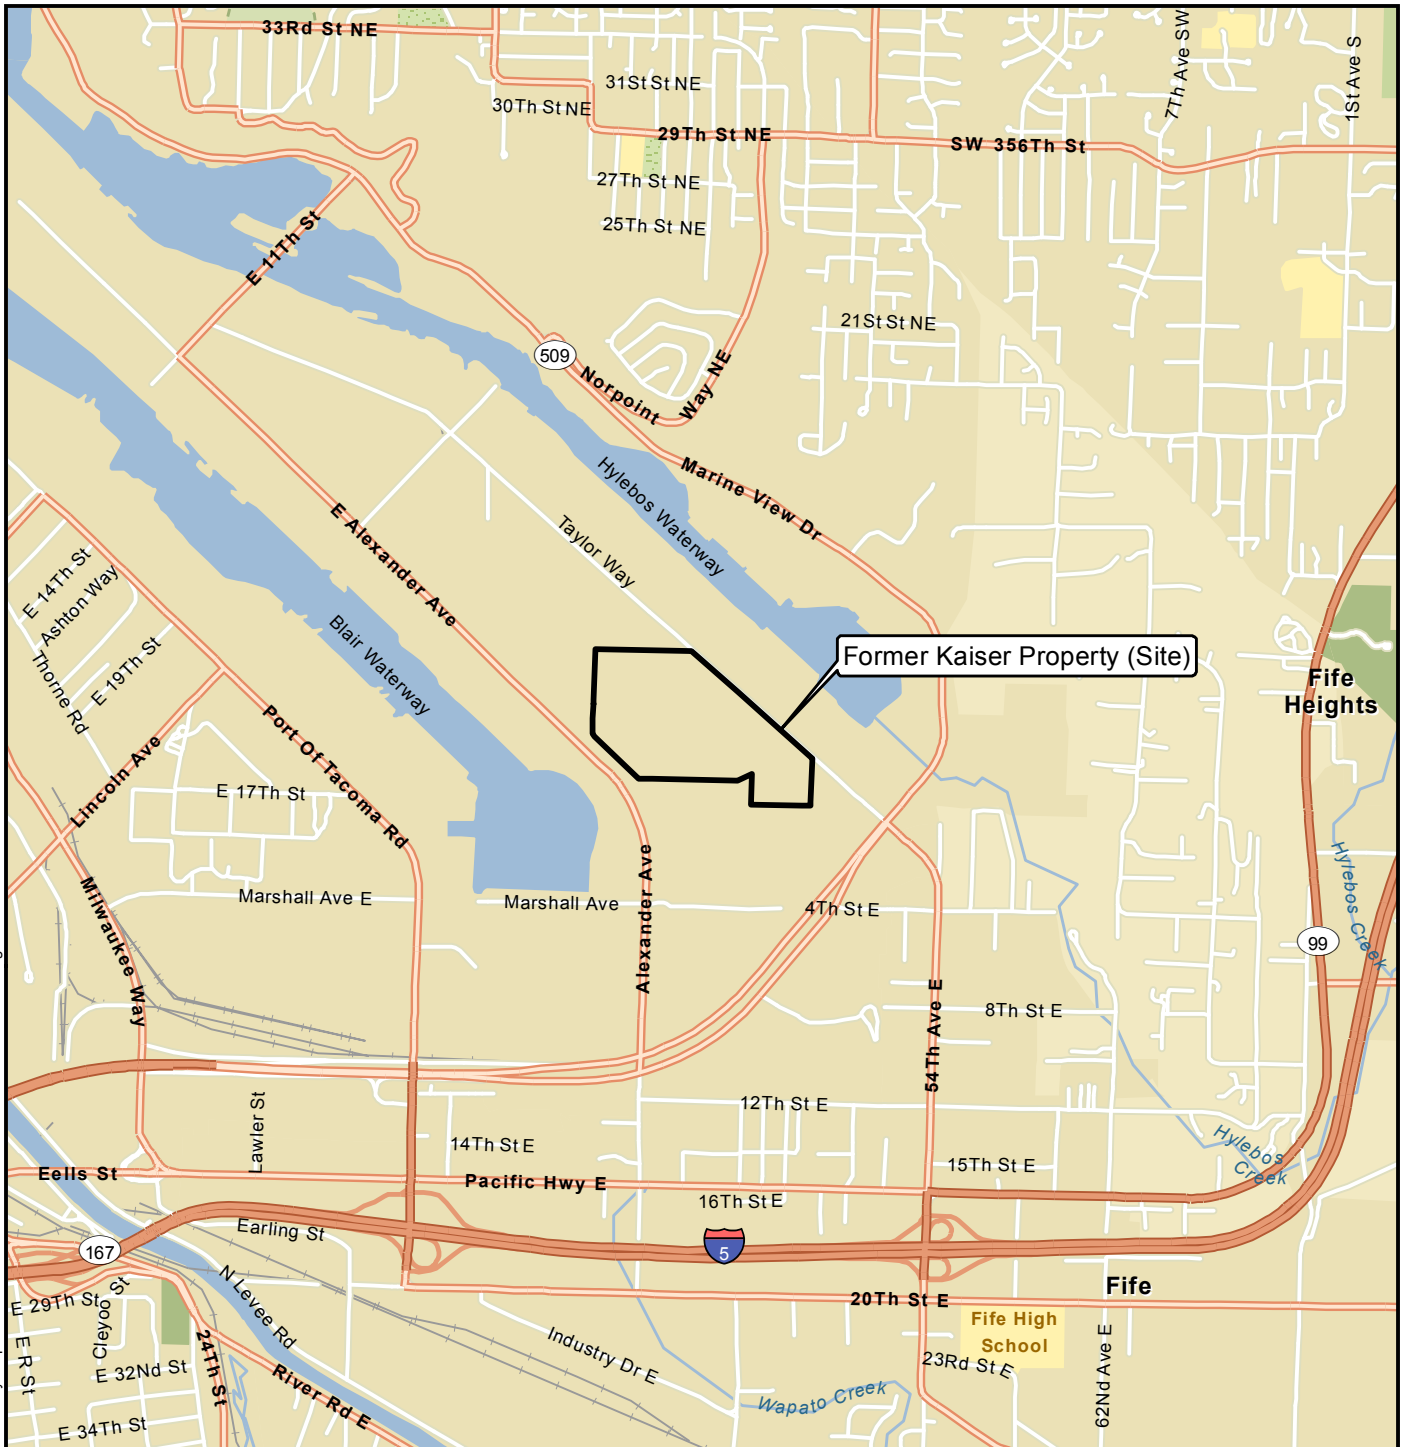 33Rd St NE
31St St NE
30Th St NE
29Th St NE
SW 356Th St
7Th Ave SW
1St Ave S
27Th St NE
25Th St NE
E 11Th St
21St St NE
509
Norpoint
Way NE
Marine View Dr
Hylebos Waterway
Taylor Way
E Alexander Ave
E 14Th St
Ashton Way
E 19Th St
Thorne Rd
Blair Waterway
Former Kaiser Property (Site)
Fife
Heights
Lincoln Ave
Port Of Tacoma Rd
E 17Th St
Milwaukee Way
Marshall Ave E
Marshall Ave
Alexander Ave
4Th St E
Hylebos Creek
99
54Th Ave E
8Th St E
12Th St E
Lawler St
14Th St E
15Th St E
Hylebos
Creek
Eells St
Pacific Hwy E
16Th St E
Earling St
167
5
N Levee Rd
E 29Th St
Cleyoo St
20Th St E
Fife
Fife High
School
E R St
E 32Nd St
24Th St
River Rd E
Industry Dr E
23Rd St E
62Nd Ave E
Wapato Creek
E 34Th St